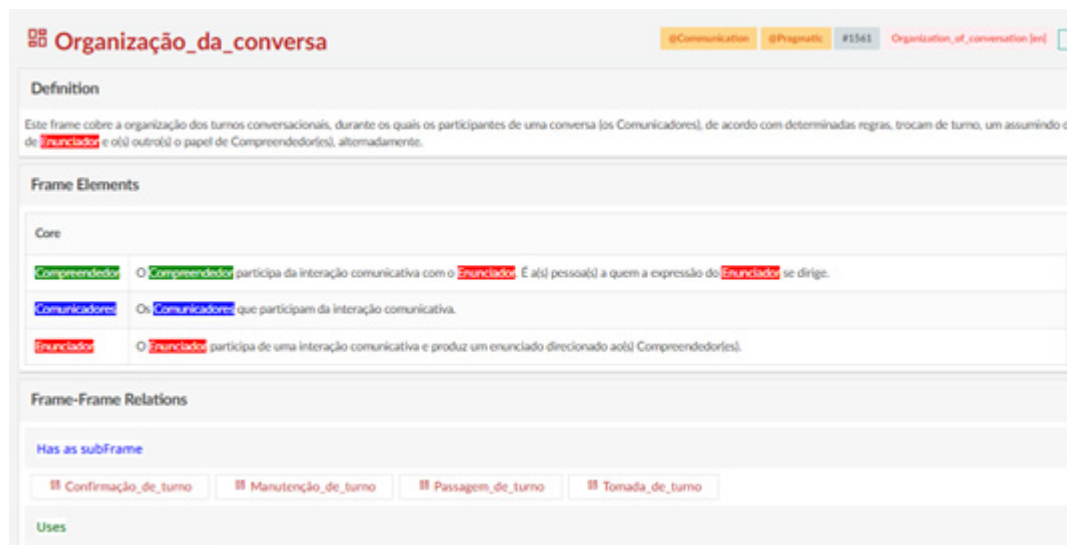 Organização_da_conversa
@Communication @Pragmatic #1561 Organization_of_conversation [en]
Definition
Este frame cobre a organização dos turnos conversacionais, durante os quais os participantes de uma conversa (os Comunicadores), de acordo com determinadas regras, trocam de turno, um assumindo o
de Enunciador e o(s) outro(s) o papel de Compreendedor(es), alternadamente.
Frame Elements
Core
Compreendedor O Compreendedor participa da interação comunicativa com o Enunciador. É a(s) pessoa(s) a quem a expressão do Enunciador se dirige.
Comunicadores Os Comunicadores que participam da interação comunicativa.
Enunciador O Enunciador participa de uma interação comunicativa e produz um enunciado direcionado ao(s) Compreendedor(es).
Frame-Frame Relations
Has as subFrame
Confirmação_de_turno Manutenção_de_turno Passagem_de_turno Tomada_de_turno
Uses